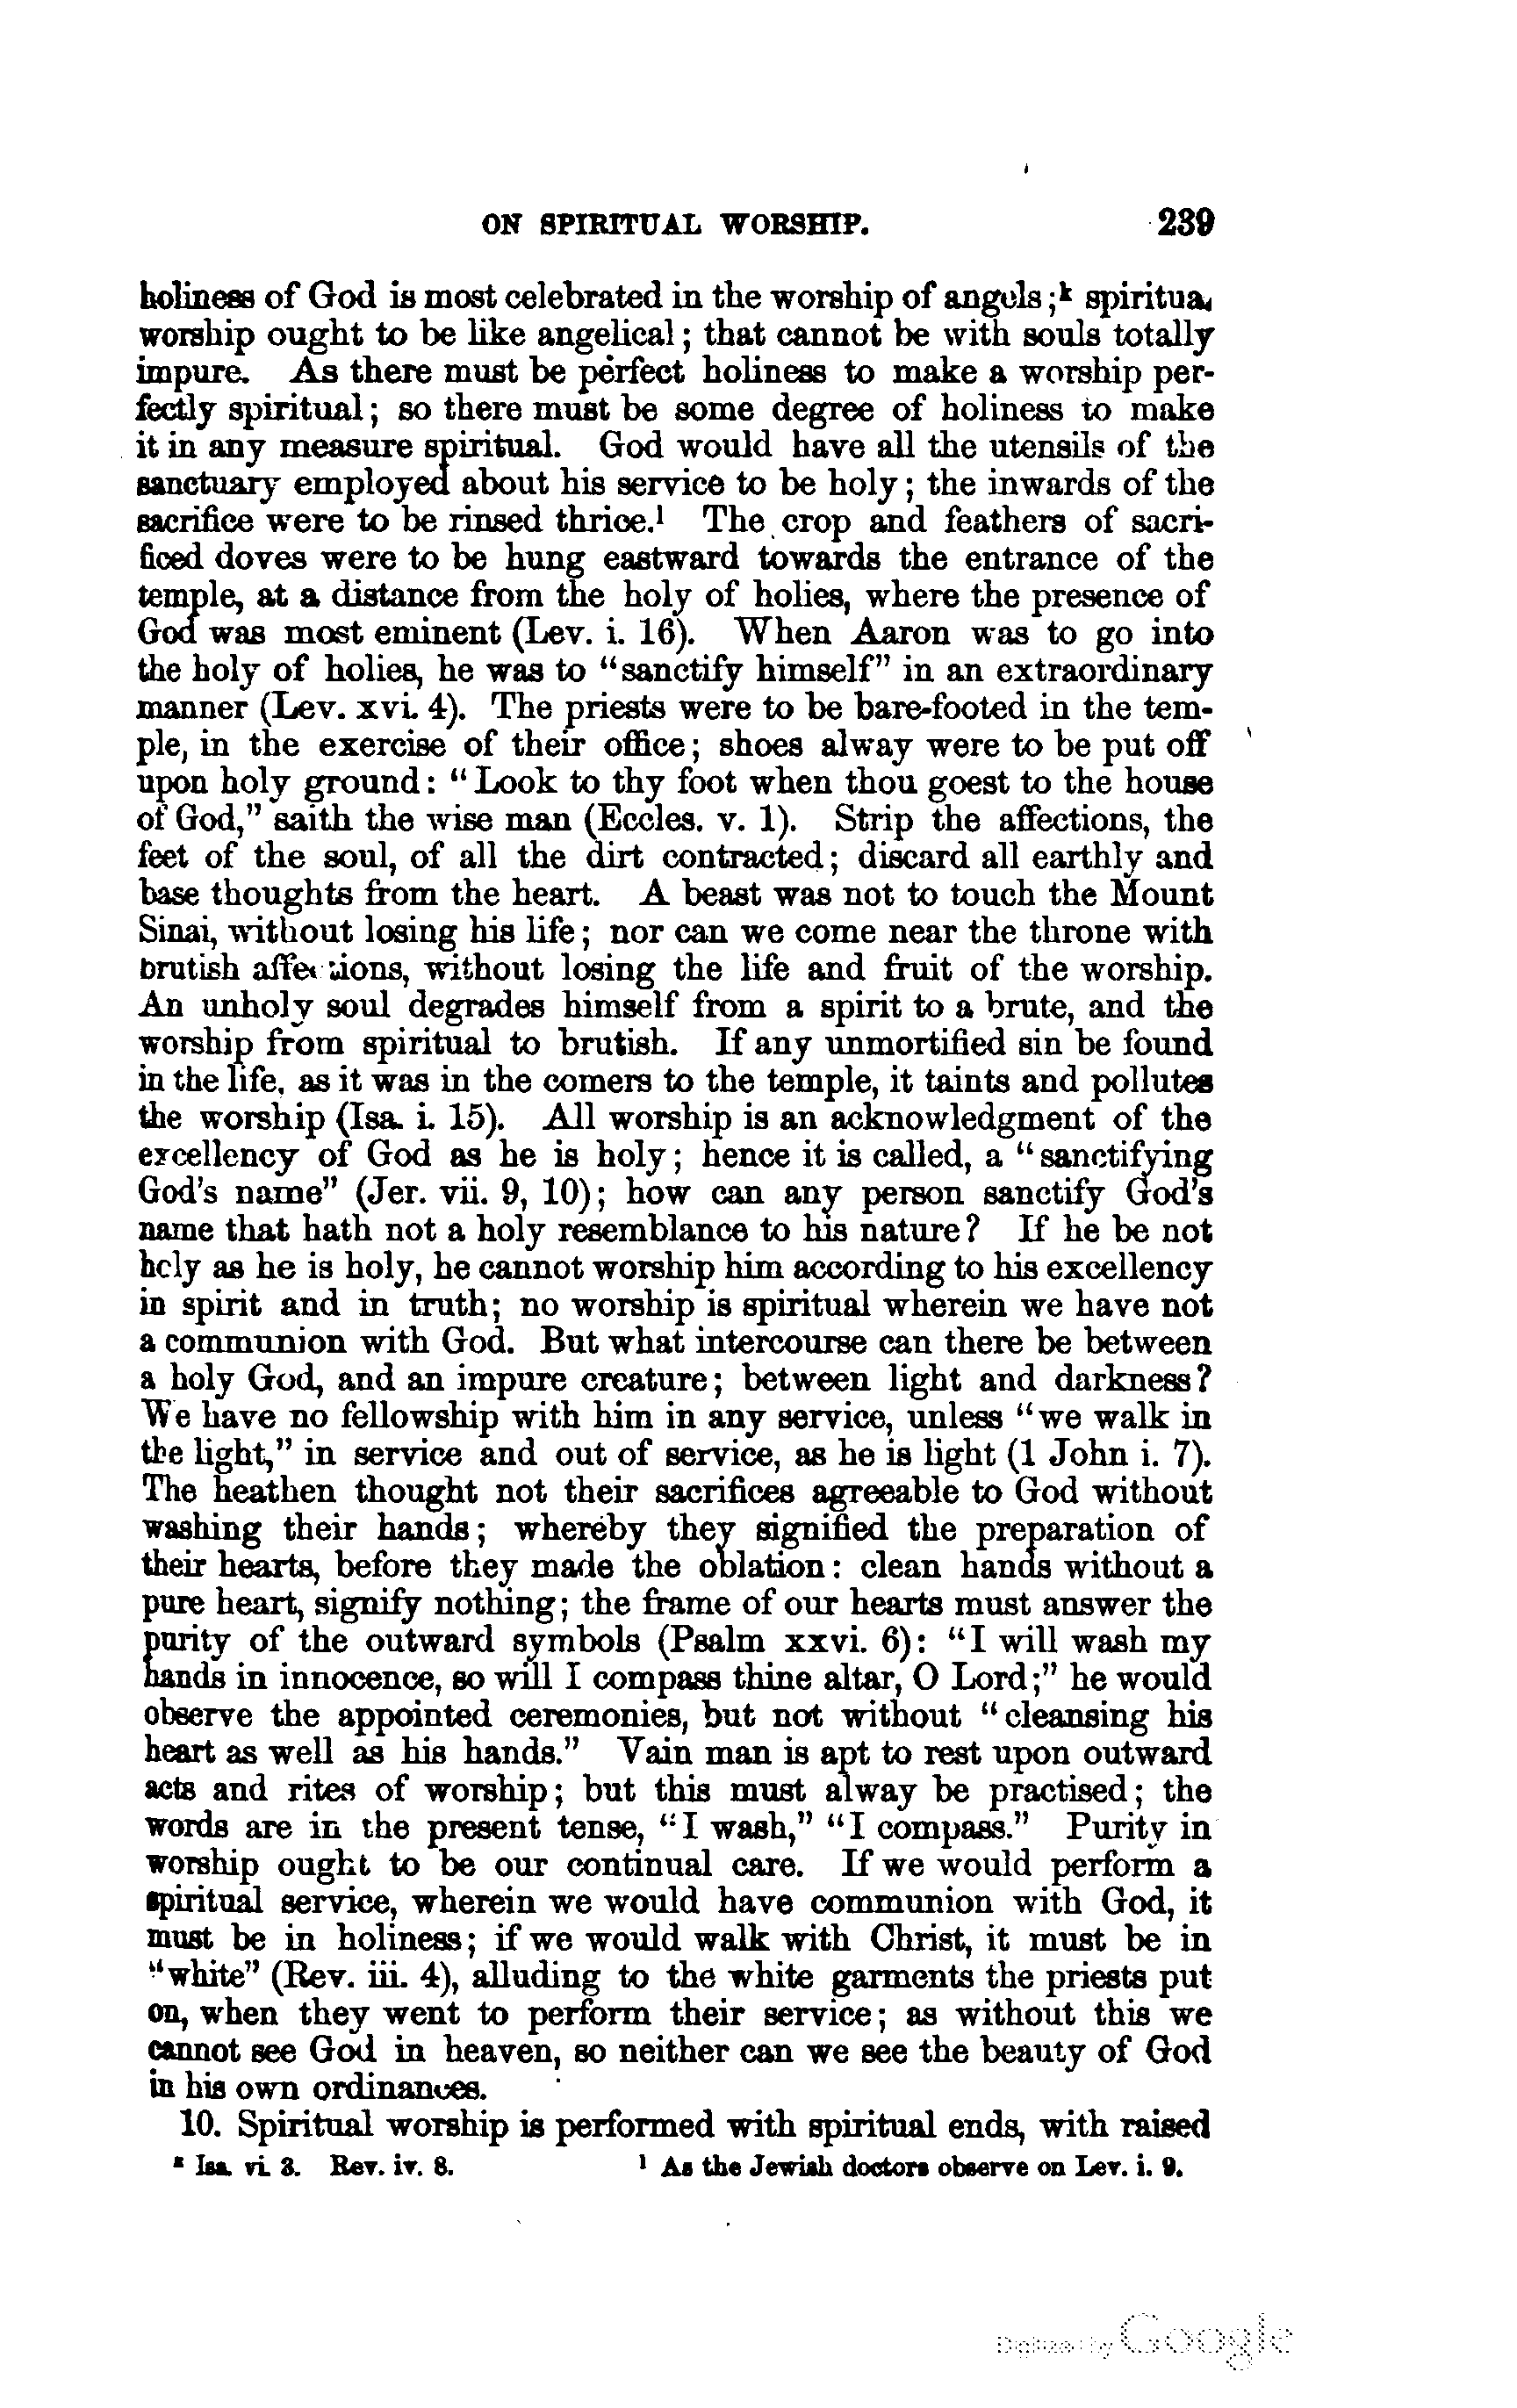 ON SPIRITUAL WORSHIP. 239
holiness of God is most celebrated in the worship of angels;ᵏ spiritual
worship ought to be like angelical; that cannot be with souls totally
impure. As there must be perfect holiness to make a worship per-
fectly spiritual; so there must be some degree of holiness to make
it in any measure spiritual. God would have all the utensils of the
sanctuary employed about his service to be holy; the inwards of the
sacrifice were to be rinsed thrice.¹ The crop and feathers of sacri-
ficed doves were to be hung eastward towards the entrance of the
temple, at a distance from the holy of holies, where the presence of
God was most eminent (Lev. i. 16). When Aaron was to go into
the holy of holies, he was to "sanctify himself" in an extraordinary
manner (Lev. xvi. 4). The priests were to be bare-footed in the tem-
ple, in the exercise of their office; shoes alway were to be put off
upon holy ground: "Look to thy foot when thou goest to the house
of God," saith the wise man (Eccles. v. 1). Strip the affections, the
feet of the soul, of all the dirt contracted; discard all earthly and
base thoughts from the heart. A beast was not to touch the Mount
Sinai, without losing his life; nor can we come near the throne with
brutish affections, without losing the life and fruit of the worship.
An unholy soul degrades himself from a spirit to a brute, and the
worship from spiritual to brutish. If any unmortified sin be found
in the life, as it was in the comers to the temple, it taints and pollutes
the worship (Isa. i. 15). All worship is an acknowledgment of the
excellency of God as he is holy; hence it is called, a "sanctifying
God's name" (Jer. vii. 9, 10); how can any person sanctify God's
name that hath not a holy resemblance to his nature? If he be not
holy as he is holy, he cannot worship him according to his excellency
in spirit and in truth; no worship is spiritual wherein we have not
a communion with God. But what intercourse can there be between
a holy God, and an impure creature; between light and darkness?
We have no fellowship with him in any service, unless "we walk in
the light," in service and out of service, as he is light (1 John i. 7).
The heathen thought not their sacrifices agreeable to God without
washing their hands; whereby they signified the preparation of
their hearts, before they made the oblation: clean hands without a
pure heart, signify nothing; the frame of our hearts must answer the
purity of the outward symbols (Psalm xxvi. 6): "I will wash my
hands in innocence, so will I compass thine altar, O Lord;" he would
observe the appointed ceremonies, but not without "cleansing his
heart as well as his hands." Vain man is apt to rest upon outward
acts and rites of worship; but this must alway be practised; the
words are in the present tense, "I wash," "I compass." Purity in
worship ought to be our continual care. If we would perform a
spiritual service, wherein we would have communion with God, it
must be in holiness; if we would walk with Christ, it must be in
"white" (Rev. iii. 4), alluding to the white garments the priests put
on, when they went to perform their service; as without this we
cannot see God in heaven, so neither can we see the beauty of God
in his own ordinances.
10. Spiritual worship is performed with spiritual ends, with raised
ᵏ Isa. vi. 3. Rev. iv. 8. ¹ As the Jewish doctors observe on Lev. i. 9.
Digitized by Google